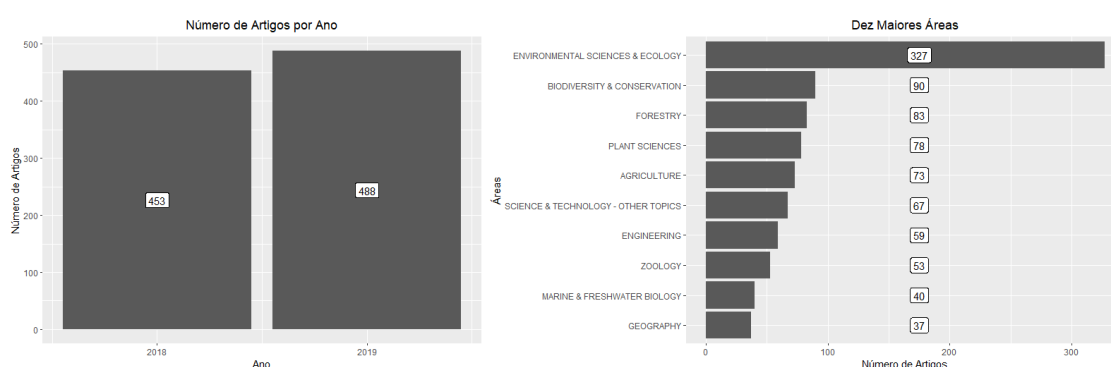 Número de Artigos por Ano
500
400
300
200
100
0
Número de Artigos
453
488
2018
2019
Ano
Dez Maiores Áreas
Áreas
ENVIRONMENTAL SCIENCES & ECOLOGY
327
BIODIVERSITY & CONSERVATION
90
FORESTRY
83
PLANT SCIENCES
78
AGRICULTURE
73
SCIENCE & TECHNOLOGY - OTHER TOPICS
67
ENGINEERING
59
ZOOLOGY
53
MARINE & FRESHWATER BIOLOGY
40
GEOGRAPHY
37
0
100
200
300
Número de Artigos